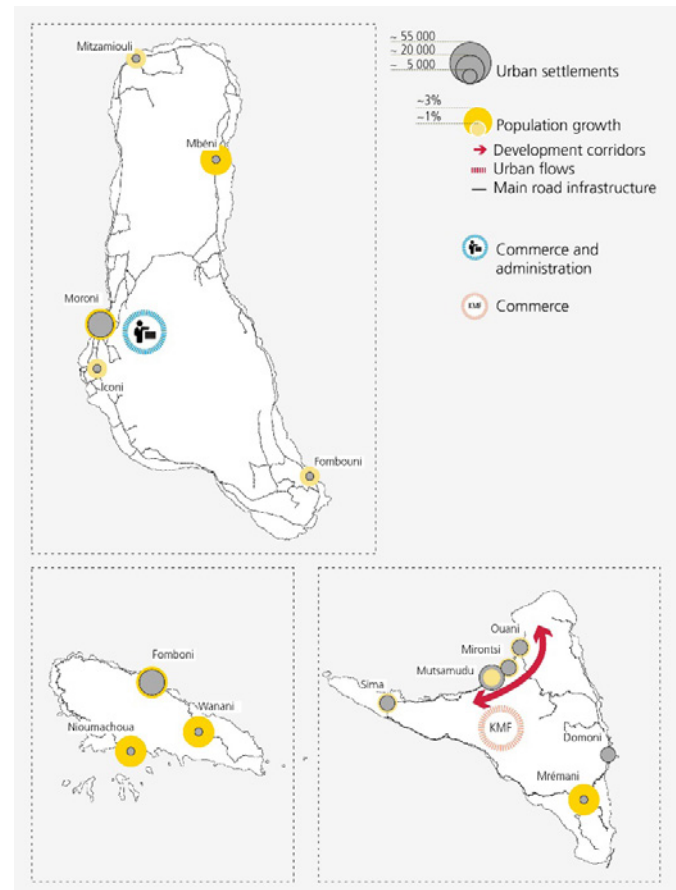 Mitzamiouli
Mbéni
Moroni
Iconi
Fombouni
~ 55 000
~ 20 000
~ 5 000
Urban settlements
~3%
~1%
Population growth
Development corridors
Urban flows
Main road infrastructure
Commerce and
administration
KMF
Commerce
Fomboni
Wanani
Nioumachoua
Ouani
Mirontsi
Mutsamudu
Sima
KMF
Domoni
Mrémani